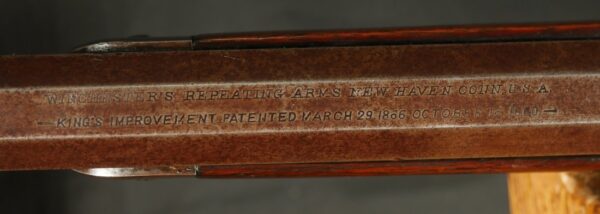 WINCHESTER'S REPEATING ARMS NEW HAVEN CONN. U.S.A.
KING'S IMPROVEMENT PATENTED MARCH 29, 1866. OCTOBER 16, 1860